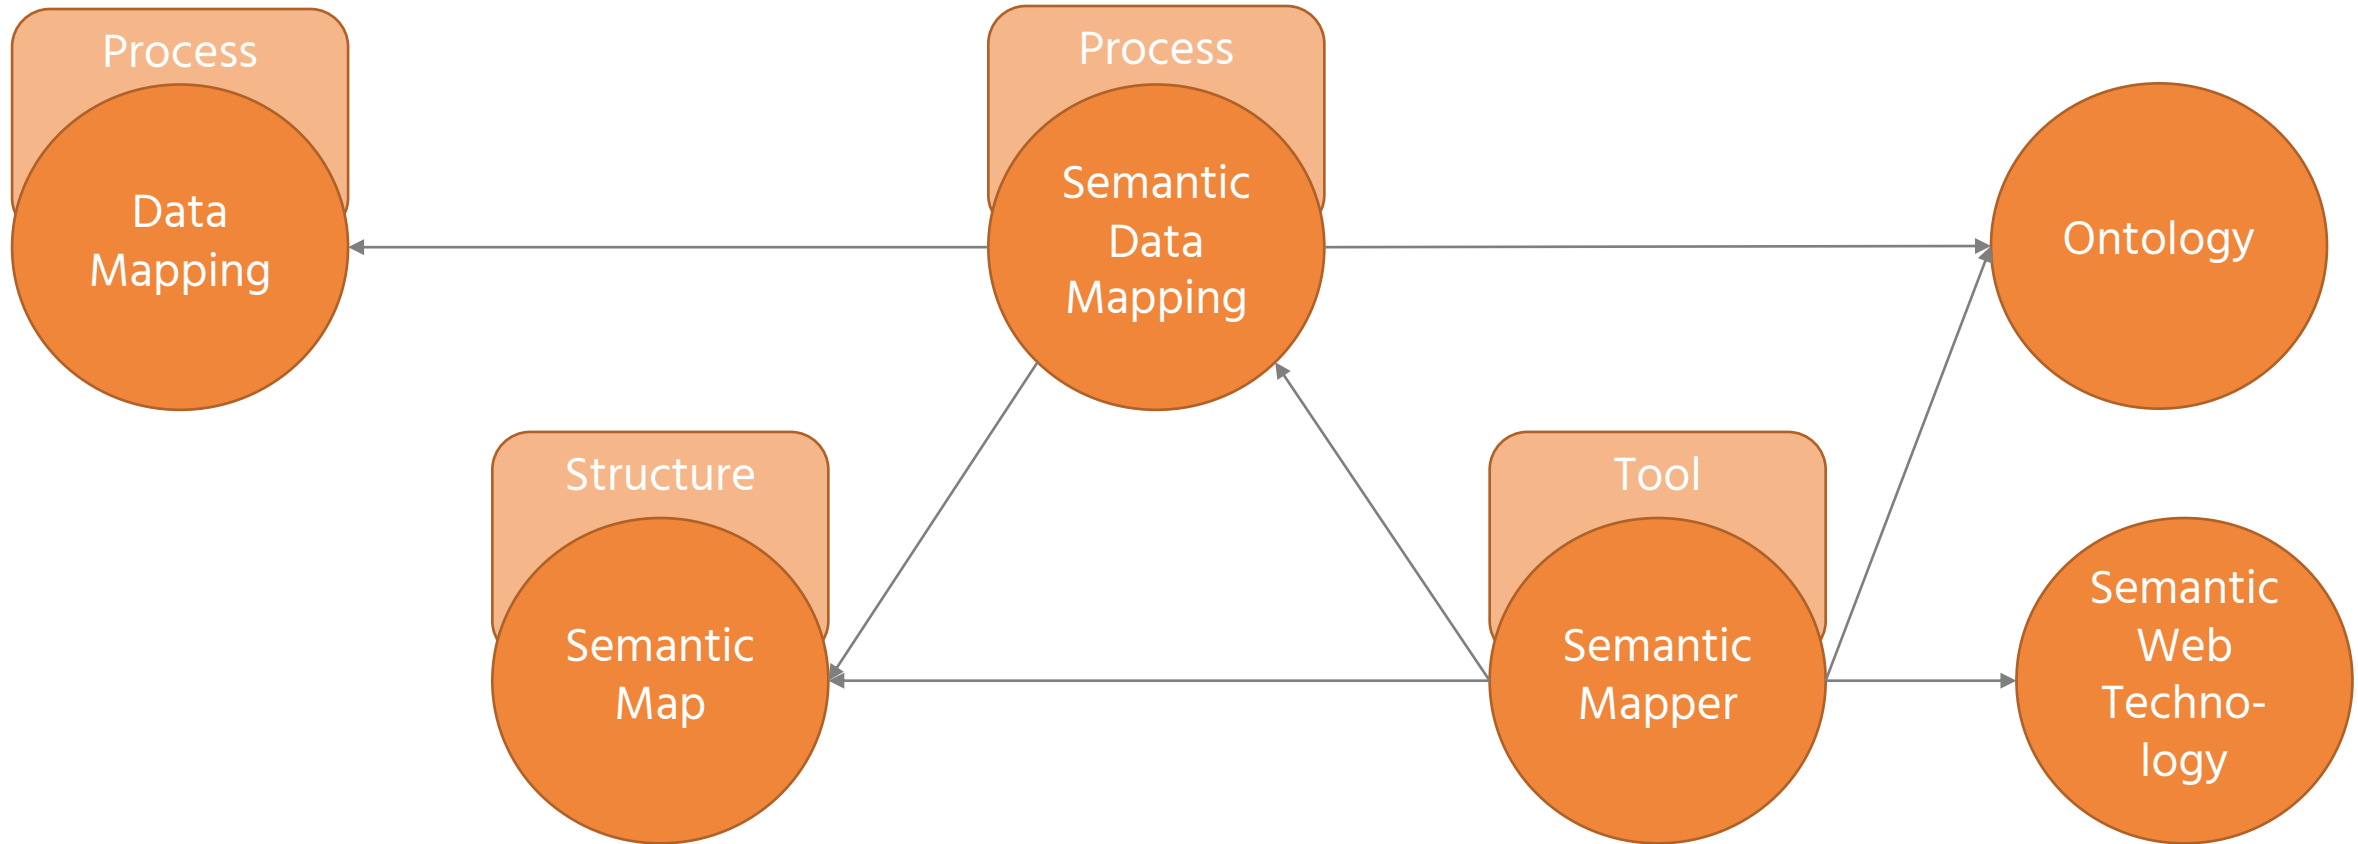 Process
Data
Mapping
Process
Semantic
Data
Mapping
Ontology
Structure
Semantic
Map
Tool
Semantic
Mapper
Semantic
Web
Techno-
logy